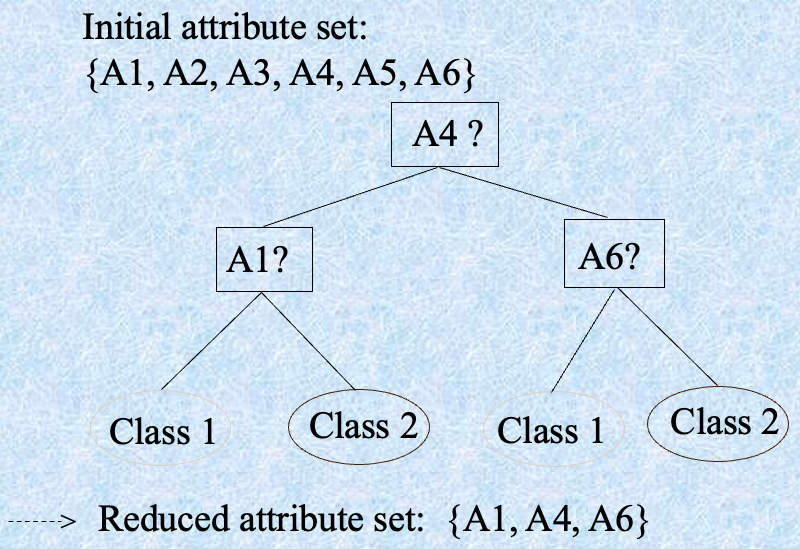 Initial attribute set:
{A1, A2, A3, A4, A5, A6}
A4 ?
A1?
A6?
Class 1
Class 2
Class 1
Class 2
------> Reduced attribute set: {A1, A4, A6}